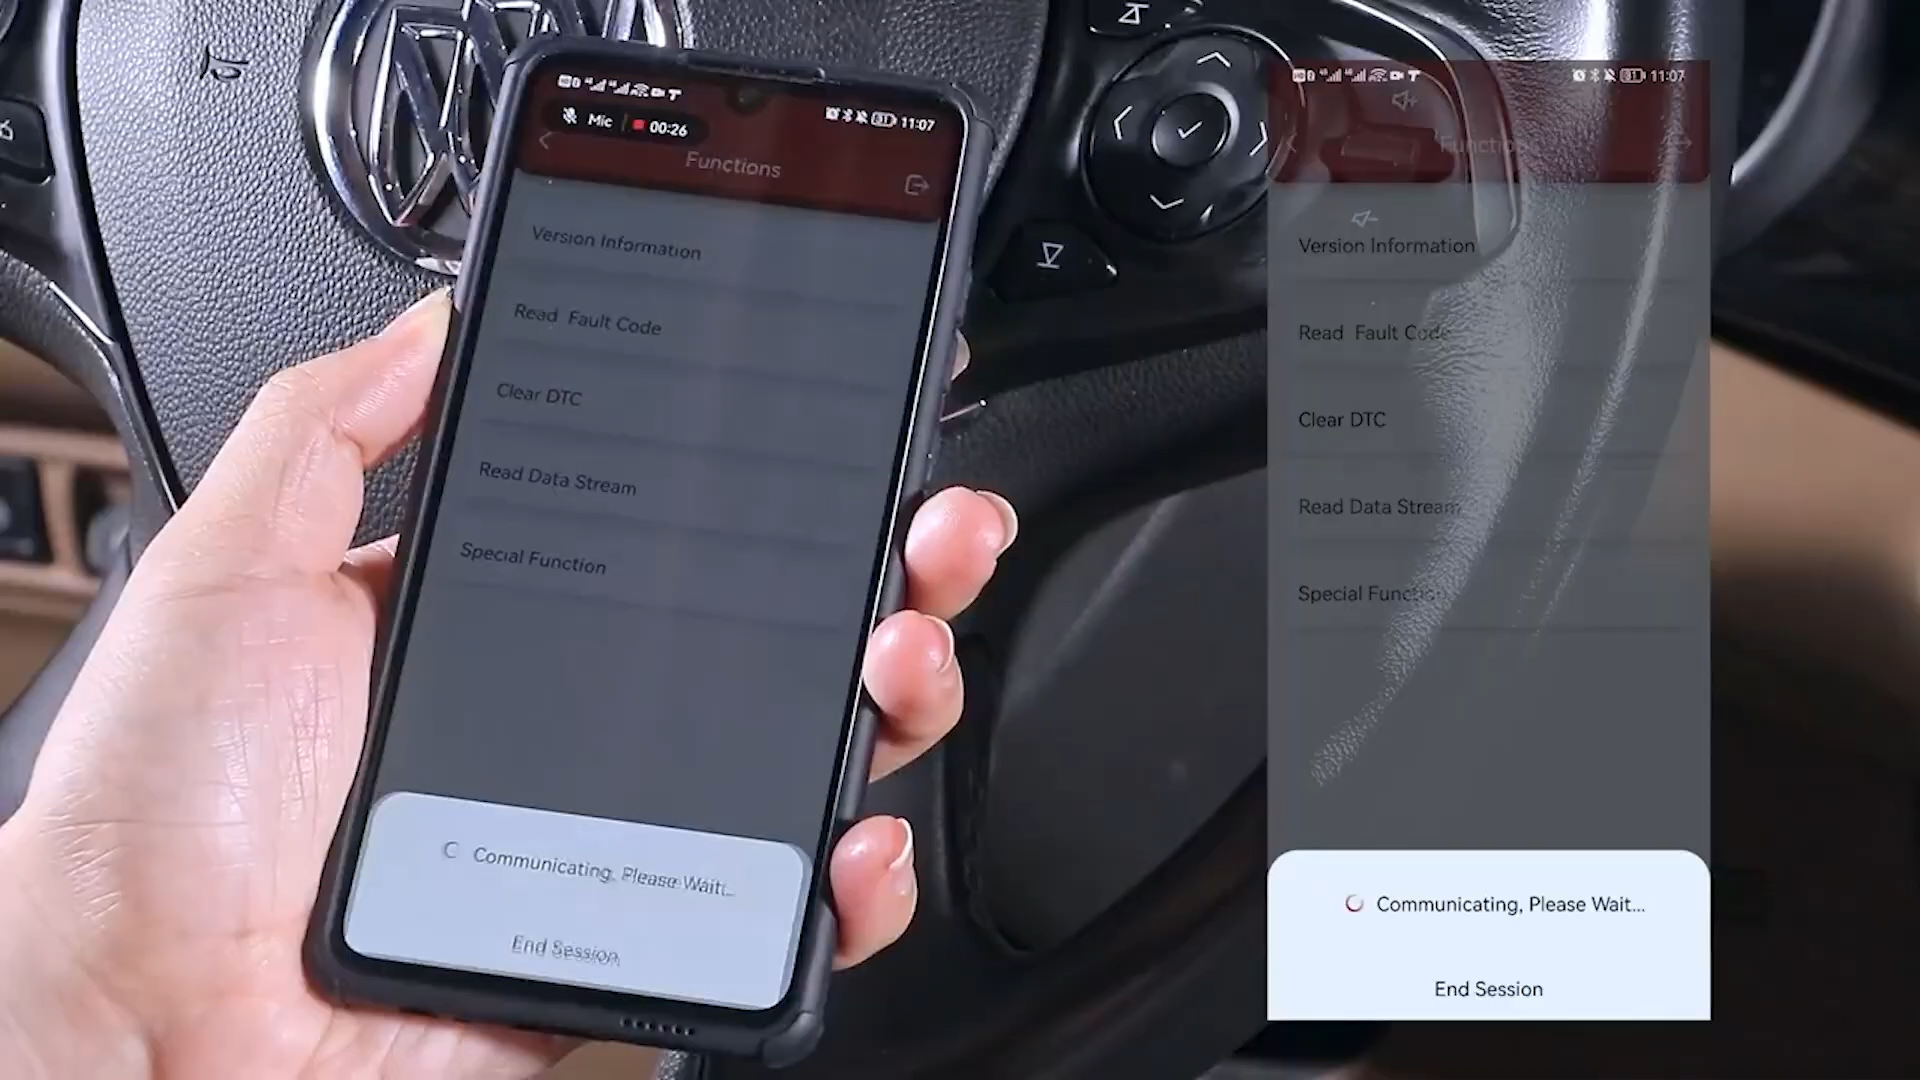 Mic 00:26
11:07
Functions
Version Information
Read Fault Code
Clear DTC
Read Data Stream
Special Function
Communicating, Please Wait...
End Session
31 11:07
Functions
Version Information
Read Fault Code
Clear DTC
Read Data Stream
Special Function
Communicating, Please Wait...
End Session